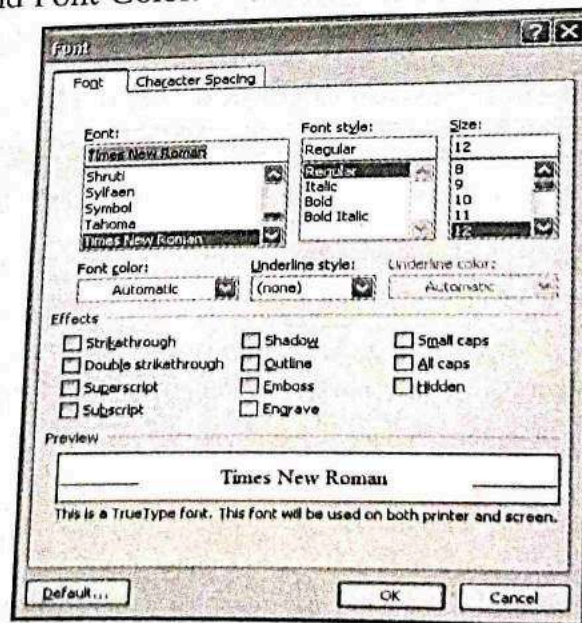 nd Font Color.
Font
Font Character Spacing
Font: Font style: Size:
Times New Roman Regular 12
Shruti Regular 8
Sylfaen Italic 9
Symbol Bold 10
Tahoma Bold Italic 11
Times New Roman 12
Font color: Underline style: Underline color:
Automatic (none) Automatic
Effects
Strikethrough Shadow Small caps
Double strikethrough Outline All caps
Superscript Emboss Hidden
Subscript Engrave
Preview
Times New Roman
This is a TrueType font. This font will be used on both printer and screen.
Default... OK Cancel